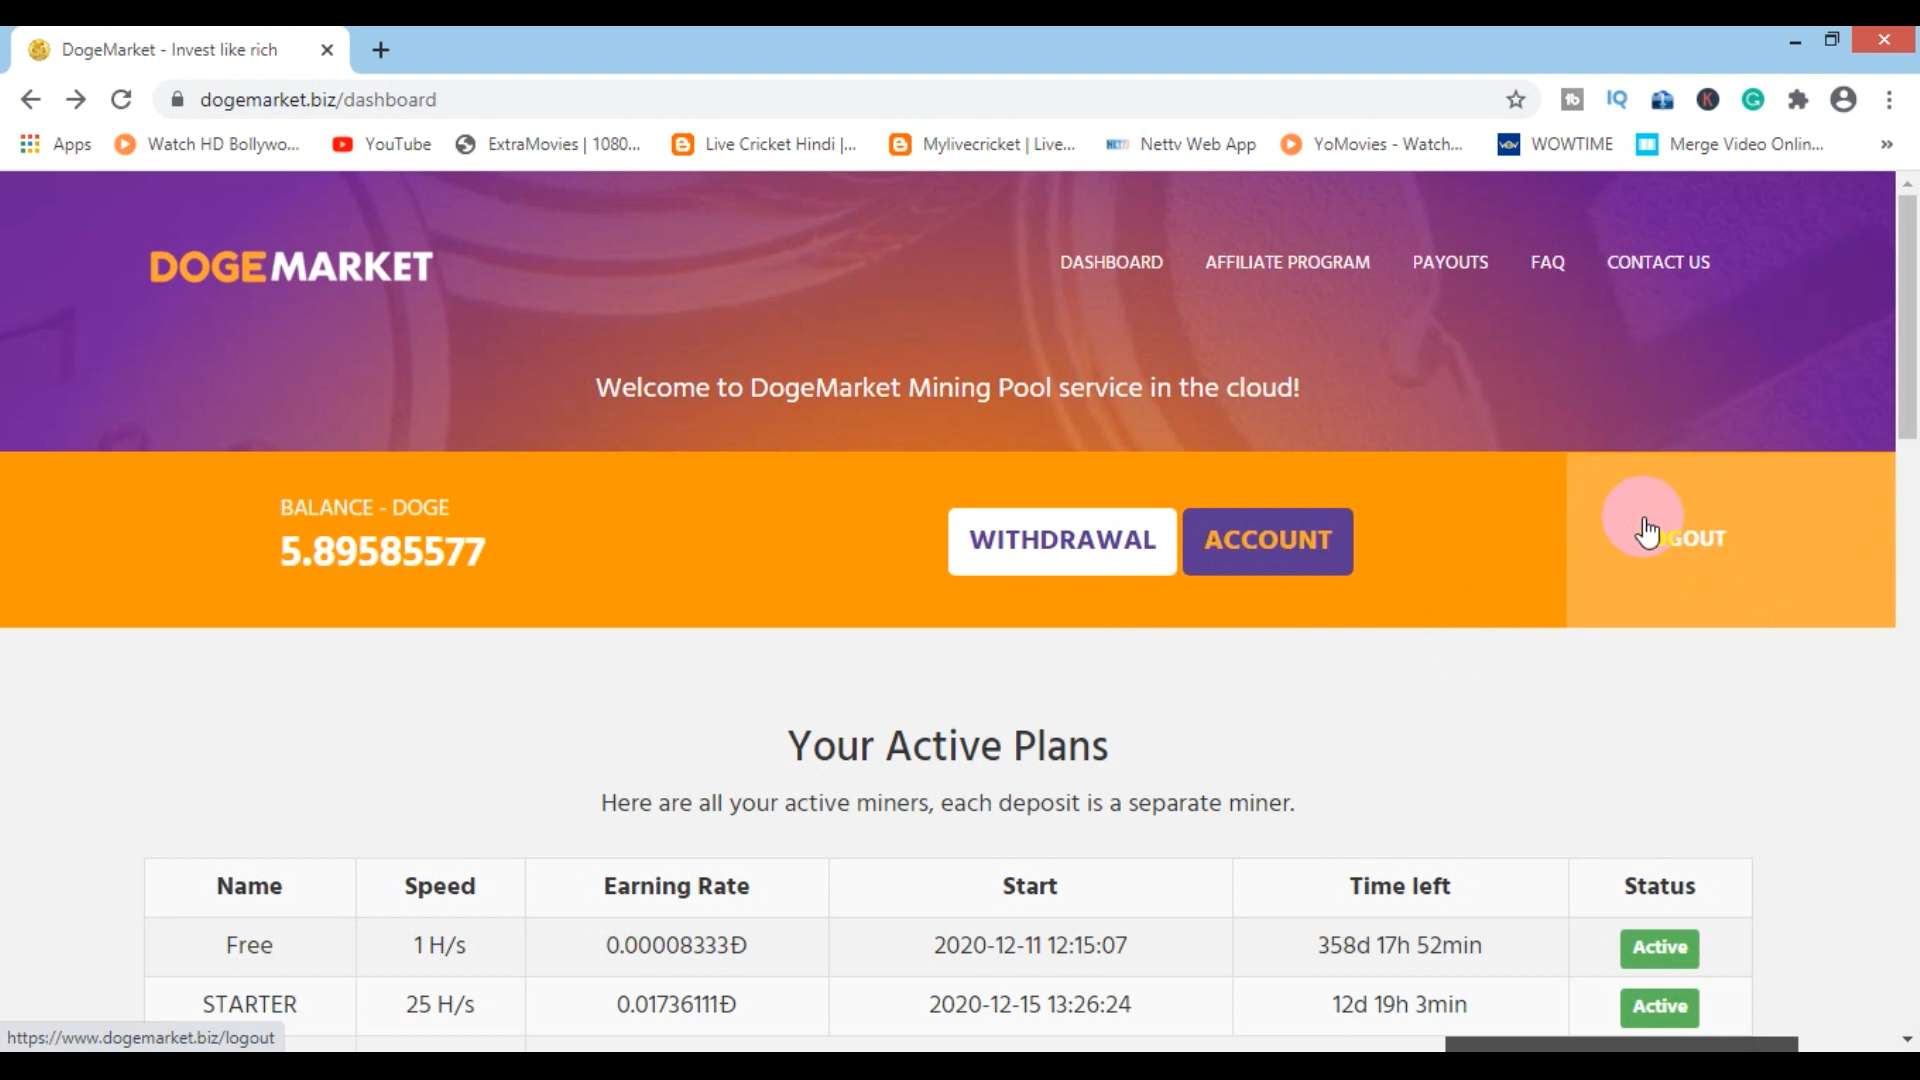 DogeMarket - Invest like rich
dogemarket.biz/dashboard
Apps
Watch HD Bollywo...
YouTube
ExtraMovies | 1080...
Live Cricket Hindi |...
Mylivecricket | Live...
Nettv Web App
YoMovies - Watch...
WOWTIME
Merge Video Onlin...
»
DOGEMARKET
DASHBOARD AFFILIATE PROGRAM PAYOUTS FAQ CONTACT US
Welcome to DogeMarket Mining Pool service in the cloud!
BALANCE - DOGE
5.89585577
WITHDRAWAL
ACCOUNT
GOUT
Your Active Plans
Here are all your active miners, each deposit is a separate miner.
Name Speed Earning Rate Start Time left Status
Free 1 H/s 0.00008333Ð 2020-12-11 12:15:07 358d 17h 52min Active
STARTER 25 H/s 0.01736111Ð 2020-12-15 13:26:24 12d 19h 3min Active
https://www.dogemarket.biz/logout